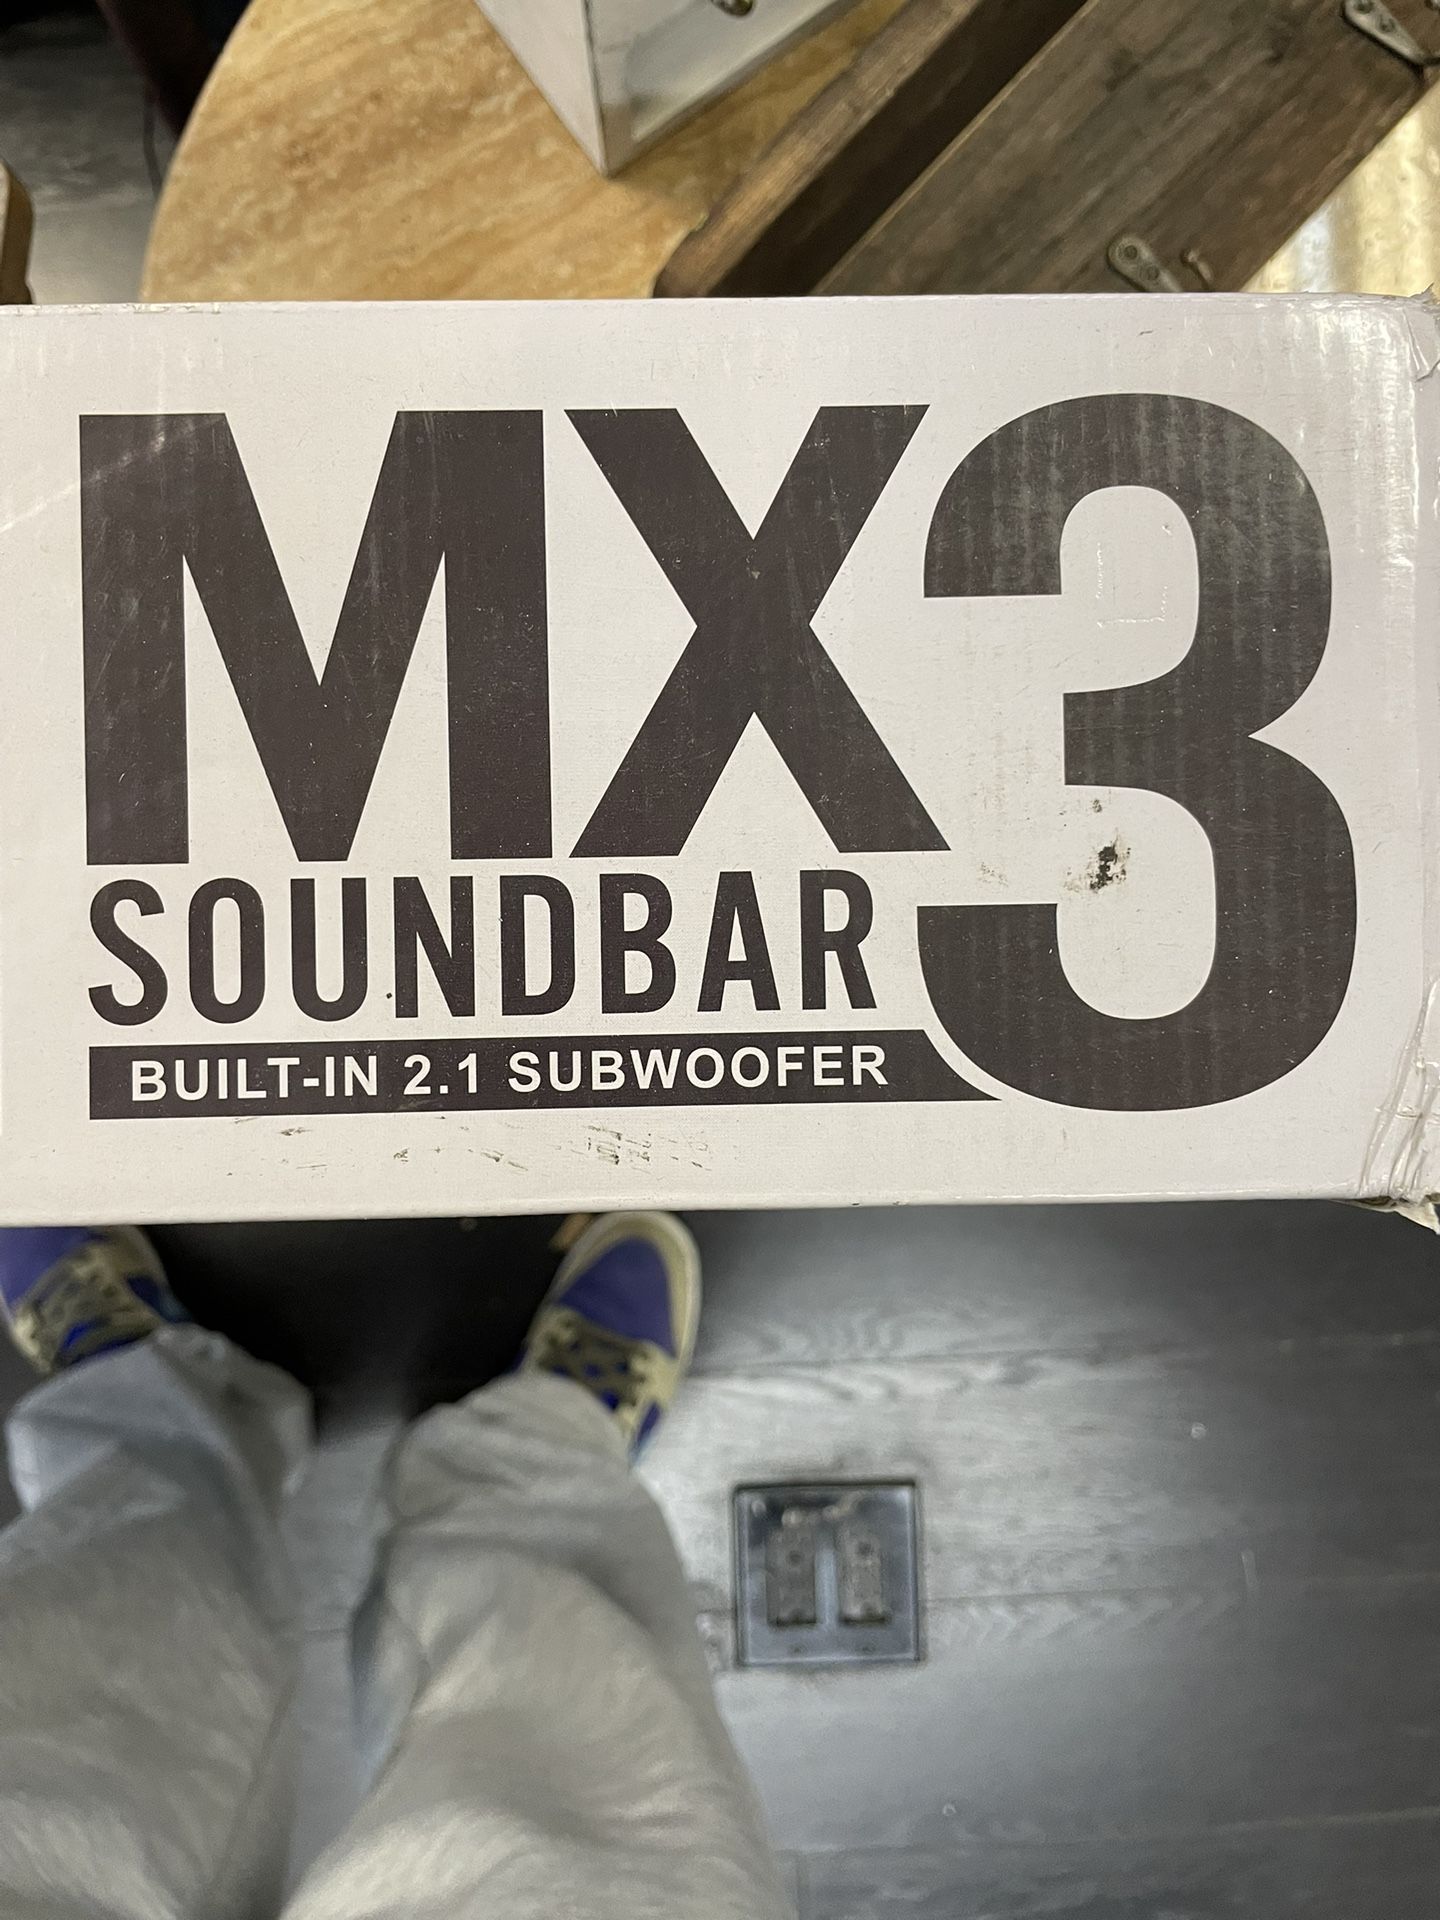 MX3
SOUNDBAR
BUILT-IN 2.1 SUBWOOFER